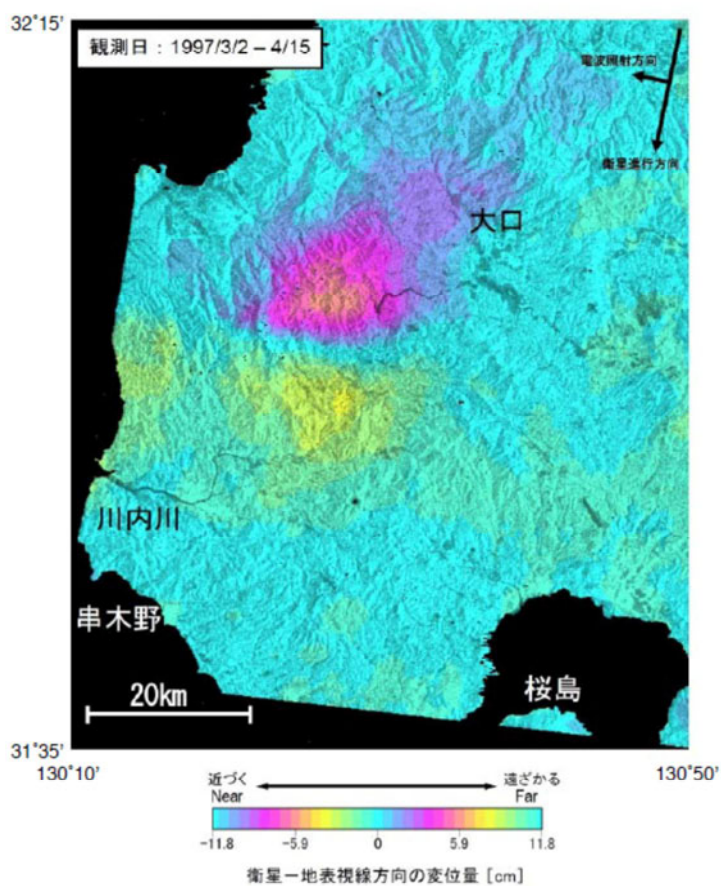 32°15'
観測日：1997/3/2－4/15
電波照射方向
衛星進行方向
大口
川内川
串木野
20km
桜島
31°35'
130°10'
130°50'
近づく
遠ざかる
Near
Far
-11.8
-5.9
0
5.9
11.8
衛星－地表視線方向の変位量 [cm]